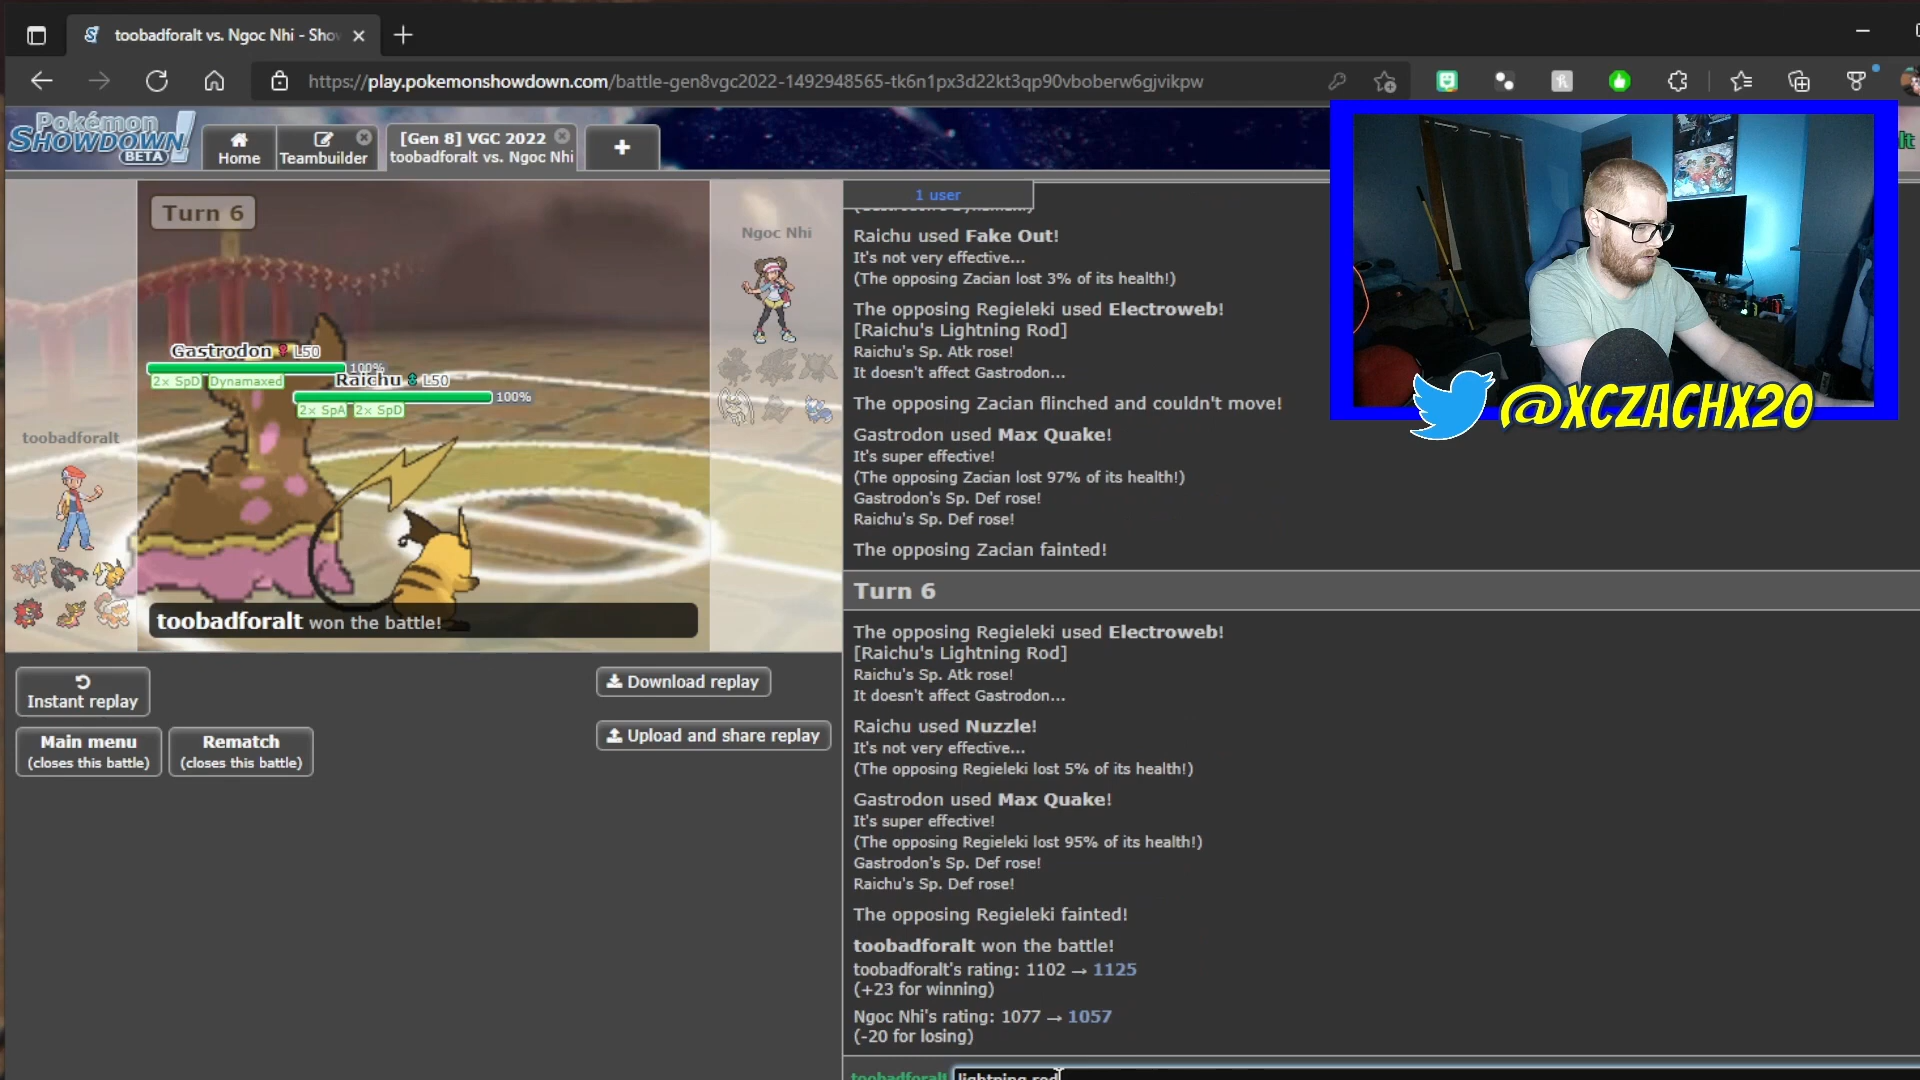 toobadforalt vs. Ngoc Nhi - Sho
https://play.pokemonshowdown.com/battle-gen8vgc2022-1492948565-tk6n1px3d22kt3qp90vboberw6gjvikpw
Pokémon
SHOWDOWN!
BETA
Home
Teambuilder
[Gen 8] VGC 2022
toobadforalt vs. Ngoc Nhi
Turn 6
Gastrodon L50
100%
2x SpD Dynamaxed
Raichu L50
100%
2x SpA 2x SpD
toobadforalt
Ngoc Nhi
toobadforalt won the battle!
Instant replay
Download replay
Upload and share replay
Main menu
(closes this battle)
Rematch
(closes this battle)
1 user
Raichu used Fake Out!
It's not very effective...
(The opposing Zacian lost 3% of its health!)
The opposing Regieleki used Electroweb!
[Raichu's Lightning Rod]
Raichu's Sp. Atk rose!
It doesn't affect Gastrodon...
The opposing Zacian flinched and couldn't move!
Gastrodon used Max Quake!
It's super effective!
(The opposing Zacian lost 97% of its health!)
Gastrodon's Sp. Def rose!
Raichu's Sp. Def rose!
The opposing Zacian fainted!
Turn 6
The opposing Regieleki used Electroweb!
[Raichu's Lightning Rod]
Raichu's Sp. Atk rose!
It doesn't affect Gastrodon...
Raichu used Nuzzle!
It's not very effective...
(The opposing Regieleki lost 5% of its health!)
Gastrodon used Max Quake!
It's super effective!
(The opposing Regieleki lost 95% of its health!)
Gastrodon's Sp. Def rose!
Raichu's Sp. Def rose!
The opposing Regieleki fainted!
toobadforalt won the battle!
toobadforalt's rating: 1102 → 1125
(+23 for winning)
Ngoc Nhi's rating: 1077 → 1057
(-20 for losing)
toobadforalt lightning rod
@XCZACHX20